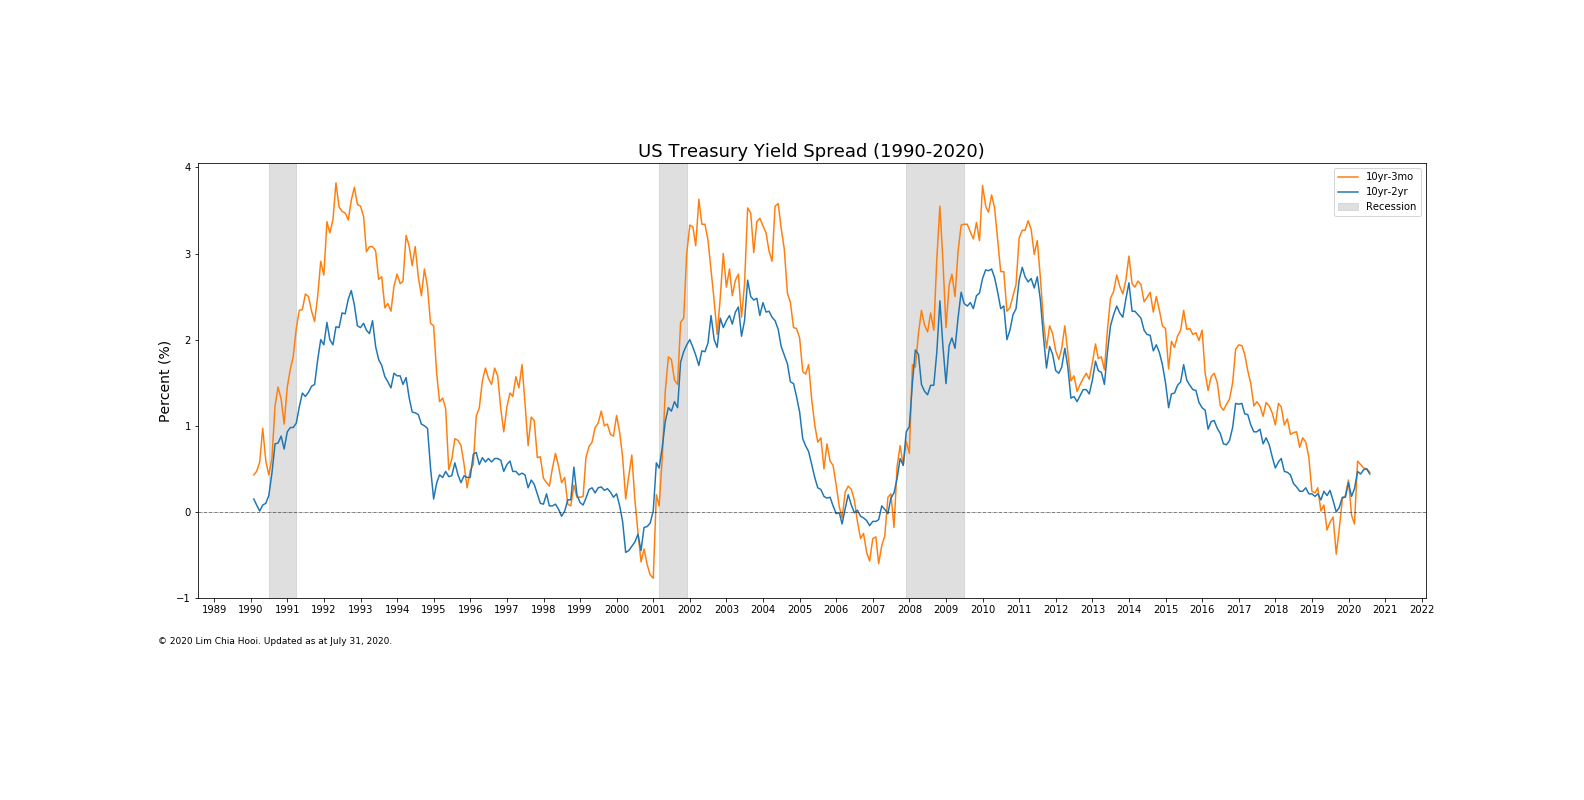 US Treasury Yield Spread (1990-2020)
10yr-3mo
10yr-2yr
Recession
Percent (%)
4
3
2
1
0
−1
1989 1990 1991 1992 1993 1994 1995 1996 1997 1998 1999 2000 2001 2002 2003 2004 2005 2006 2007 2008 2009 2010 2011 2012 2013 2014 2015 2016 2017 2018 2019 2020 2021 2022
© 2020 Lim Chia Hooi. Updated as at July 31, 2020.